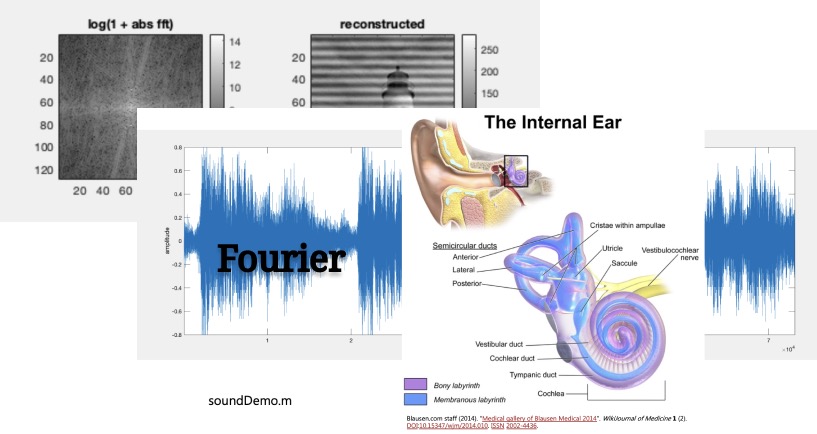 log(1 + abs fft)
reconstructed
20
40
60
80
100
120
20 40 60
14
12
10
8
20
40
60
250
200
150
The Internal Ear
0.8
0.6
0.4
0.2
0
-0.2
-0.4
-0.6
-0.8
amplitude
Fourier
1
2
7
×10⁴
Semicircular ducts
Anterior
Lateral
Posterior
Cristae within ampullae
Utricle
Saccule
Vestibulocochlear
nerve
Vestibular duct
Cochlear duct
Tympanic duct
Cochlea
Bony labyrinth
Membranous labyrinth
soundDemo.m
Blausen.com staff (2014). "Medical gallery of Blausen Medical 2014". WikiJournal of Medicine 1 (2).
DOI:10.15347/wjm/2014.010. ISSN 2002-4436.